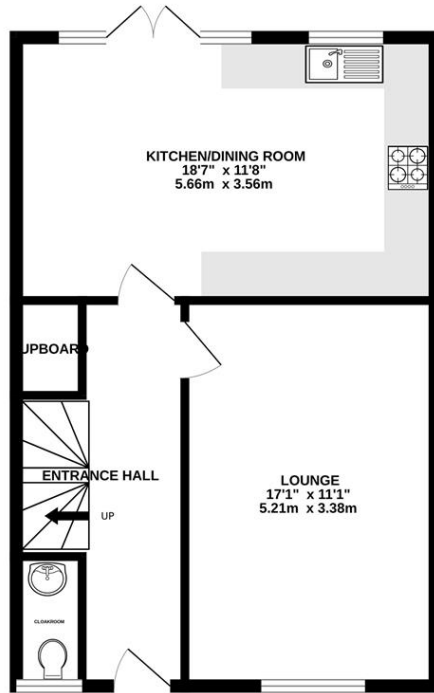 KITCHEN/DINING ROOM
18'7" x 11'8"
5.66m x 3.56m
UPBOARD
ENTRANCE HALL
UP
LOUNGE
17'1" x 11'1"
5.21m x 3.38m
CLOAKROOM